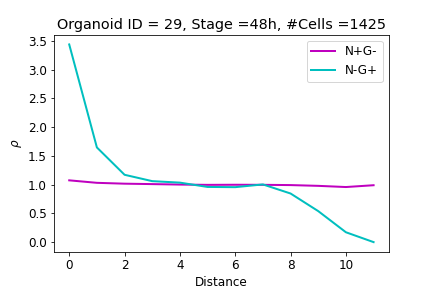 Organoid ID = 29, Stage =48h, #Cells =1425
N+G-
N-G+
3.5
3.0
2.5
2.0
1.5
1.0
0.5
0.0
ρ
0 2 4 6 8 10
Distance